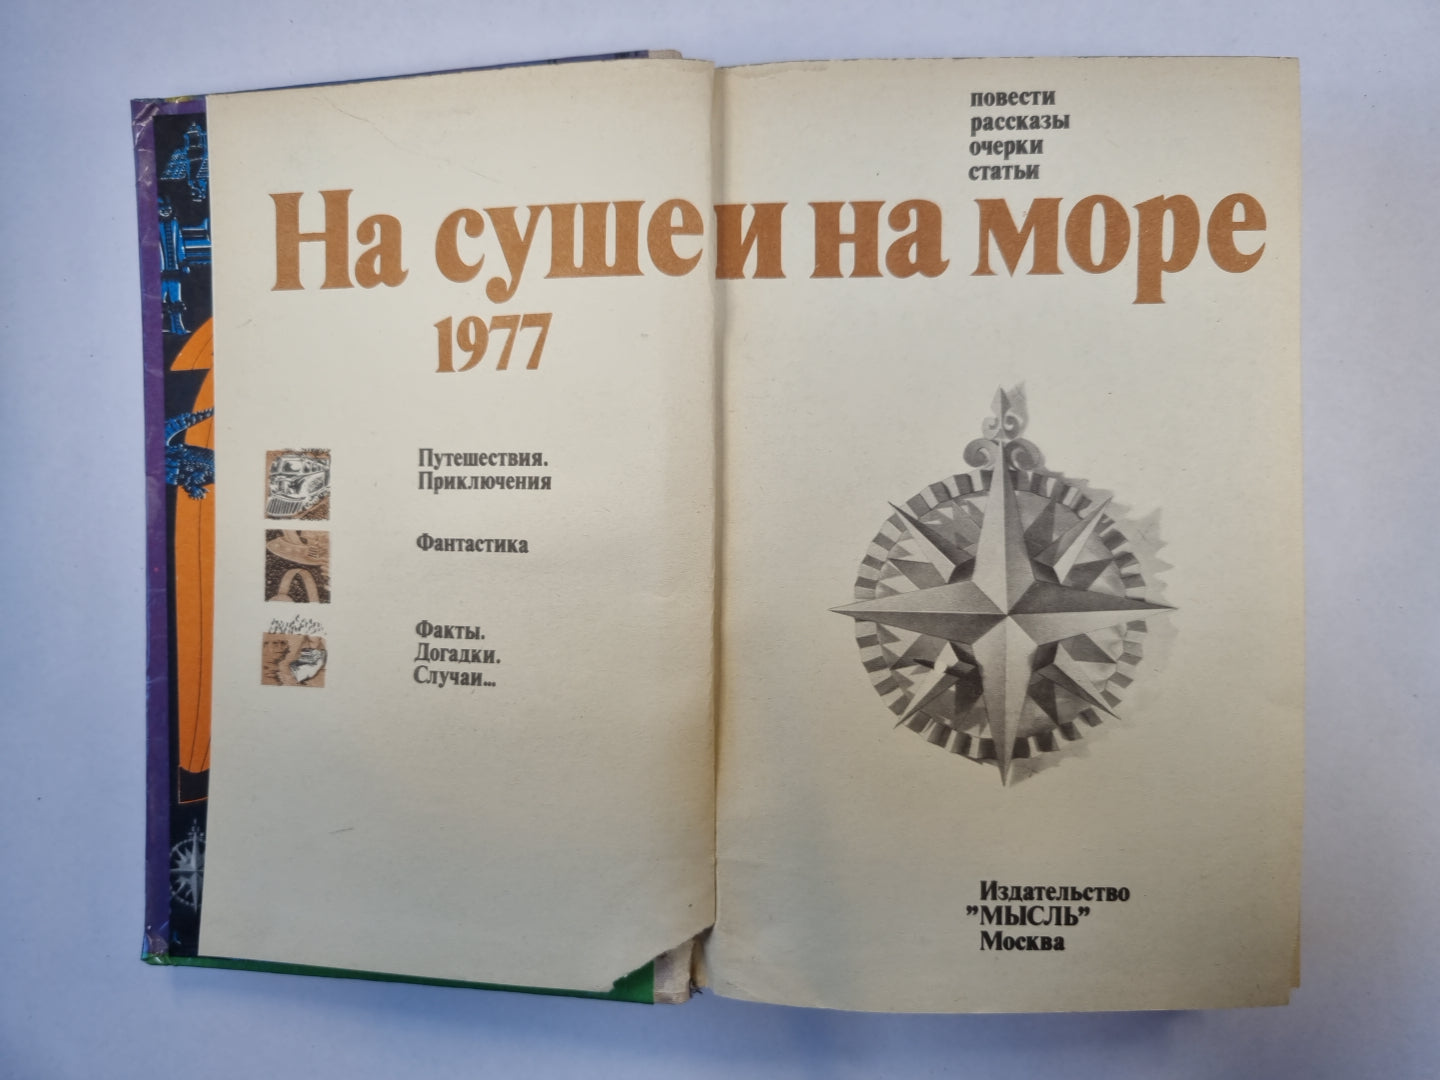 повести
рассказы
очерки
статьи
На суше и на море
1977
Путешествия.
Приключения
Фантастика
Факты.
Догадки.
Случаи...
Издательство
"МЫСЛЬ"
Москва